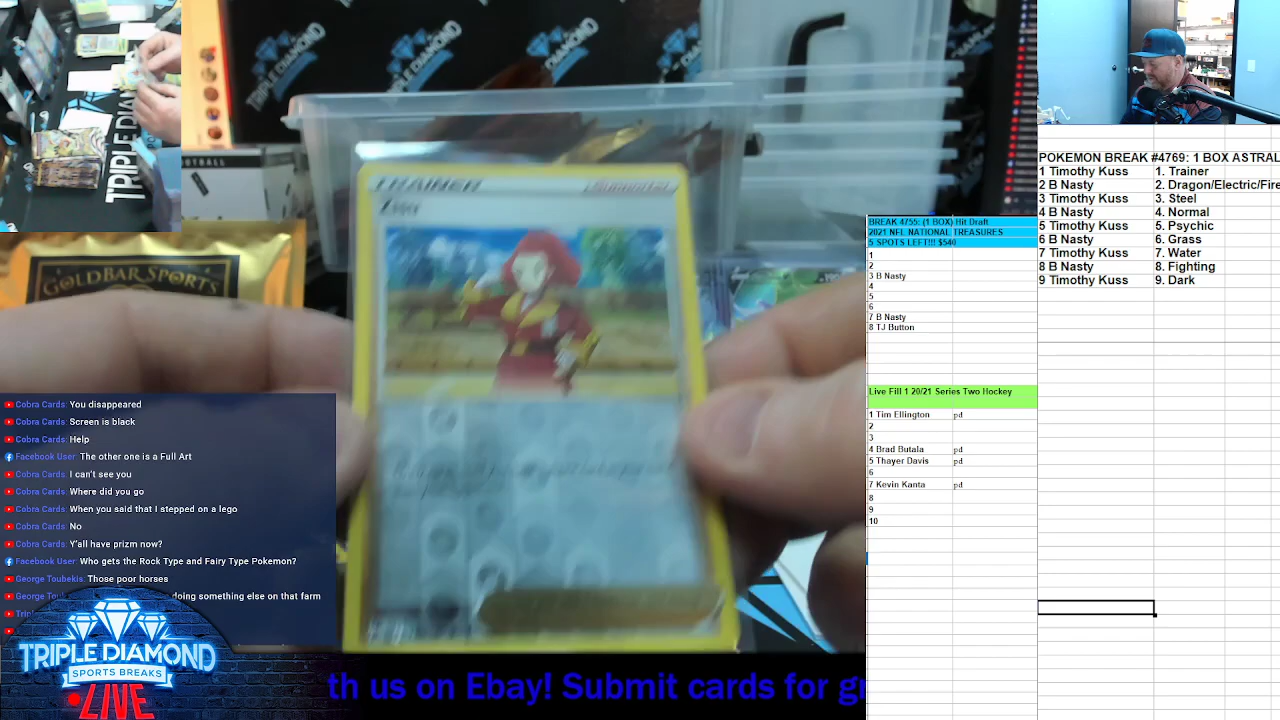 TRIPLE DIAMOND
TRIPLE DIAMOND
TRIPLE DIAMOND
GOLDBAR SPORTS
TRAINER
Supporter
POKEMON BREAK #4769: 1 BOX ASTRAL
1 Timothy Kuss 1. Trainer
2 B Nasty 2. Dragon/Electric/Fire
3 Timothy Kuss 3. Steel
4 B Nasty 4. Normal
5 Timothy Kuss 5. Psychic
6 B Nasty 6. Grass
7 Timothy Kuss 7. Water
8 B Nasty 8. Fighting
9 Timothy Kuss 9. Dark
BREAK 4755: (1 BOX) Hit Draft
2021 NFL NATIONAL TREASURES
5 SPOTS LEFT!!! $540
1
2
3 B Nasty
4
5
6
7 B Nasty
8 TJ Button
Live Fill 1 20/21 Series Two Hockey
1 Tim Ellington pd
2
3
4 Brad Butala pd
5 Thayer Davis pd
6
7 Kevin Kanta pd
8
9
10
Cobra Cards: You disappeared
Cobra Cards: Screen is black
Cobra Cards: Help
Facebook User: The other one is a Full Art
Cobra Cards: I can't see you
Cobra Cards: Where did you go
Cobra Cards: When you said that I stepped on a lego
Cobra Cards: No
Cobra Cards: Y'all have prizm now?
Facebook User: Who gets the Rock Type and Fairy Type Pokemon?
George Toubekis: Those poor horses
George Tou doing something else on that farm
TRIPLE DIAMOND
SPORTS BREAKS
LIVE
th us on Ebay! Submit cards for gr